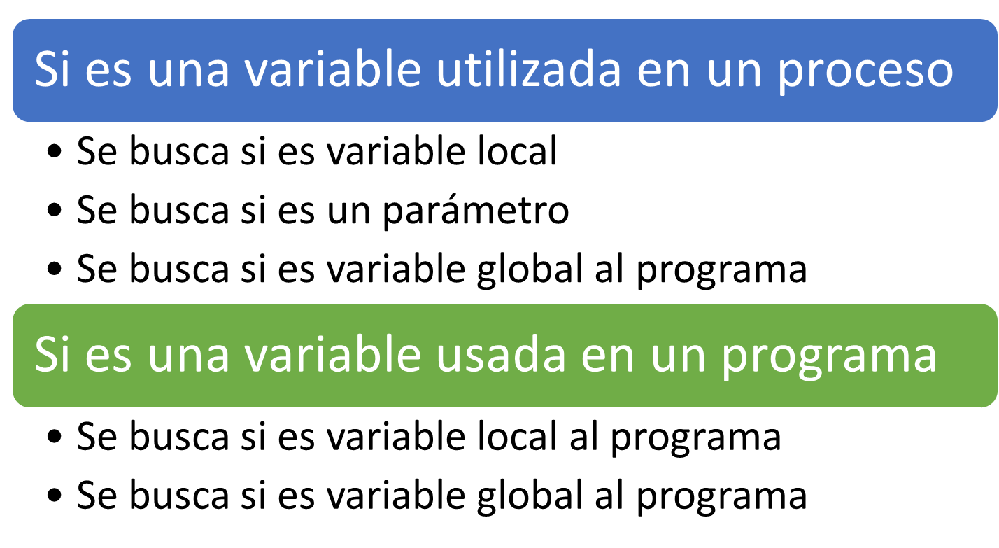 Si es una variable utilizada en un proceso
• Se busca si es variable local
• Se busca si es un parámetro
• Se busca si es variable global al programa
Si es una variable usada en un programa
• Se busca si es variable local al programa
• Se busca si es variable global al programa